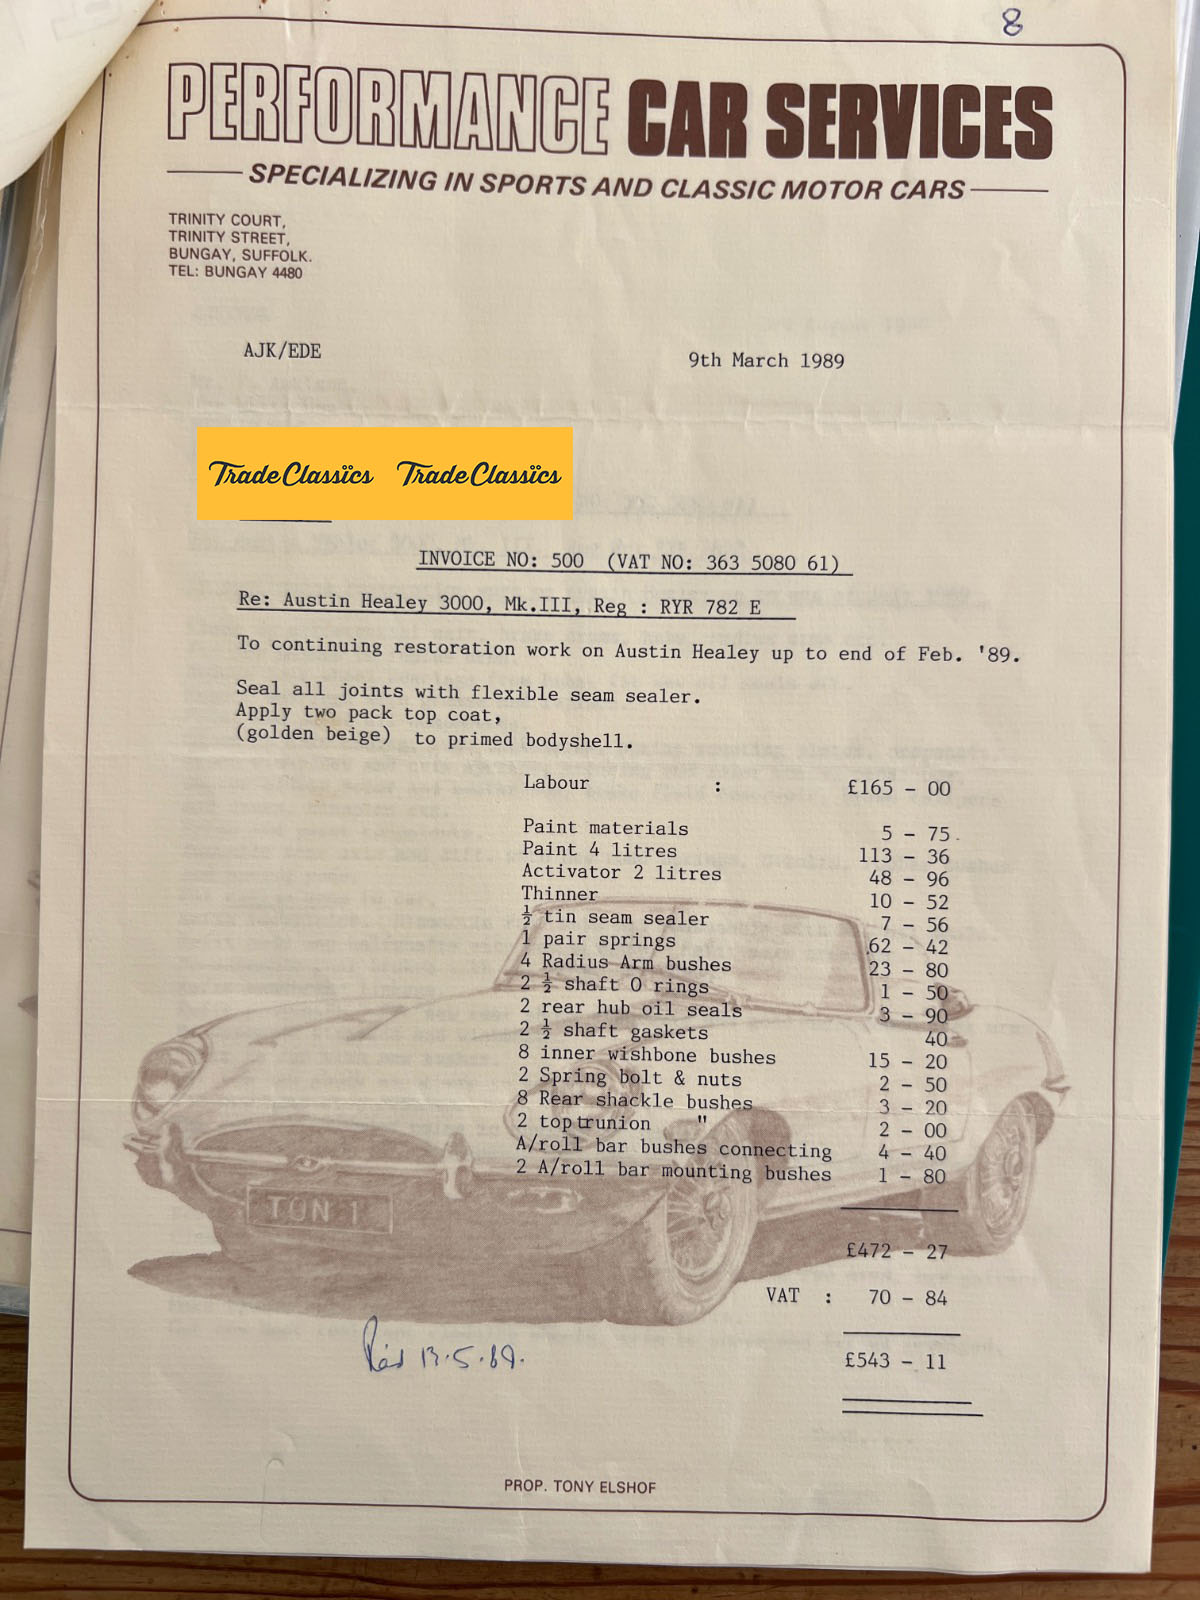 8
PERFORMANCE CAR SERVICES
SPECIALIZING IN SPORTS AND CLASSIC MOTOR CARS
TRINITY COURT,
TRINITY STREET,
BUNGAY, SUFFOLK.
TEL: BUNGAY 4480
AJK/EDE
9th March 1989
Trade Classics Trade Classics
INVOICE NO: 500 (VAT NO: 363 5080 61)
Re: Austin Healey 3000, Mk.III, Reg : RYR 782 E
To continuing restoration work on Austin Healey up to end of Feb. '89.
Seal all joints with flexible seam sealer.
Apply two pack top coat,
(golden beige) to primed bodyshell.
Labour : £165 - 00
Paint materials 5 - 75
Paint 4 litres 113 - 36
Activator 2 litres 48 - 96
Thinner 10 - 52
½ tin seam sealer 7 - 56
1 pair springs 62 - 42
4 Radius Arm bushes 23 - 80
2 ½ shaft O rings 1 - 50
2 rear hub oil seals 3 - 90
2 ½ shaft gaskets 40
8 inner wishbone bushes 15 - 20
2 Spring bolt & nuts 2 - 50
8 Rear shackle bushes 3 - 20
2 top trunion " 2 - 00
A/roll bar bushes connecting 4 - 40
2 A/roll bar mounting bushes 1 - 80
TON 1
£472 - 27
VAT : 70 - 84
£543 - 11
PROP. TONY ELSHOF